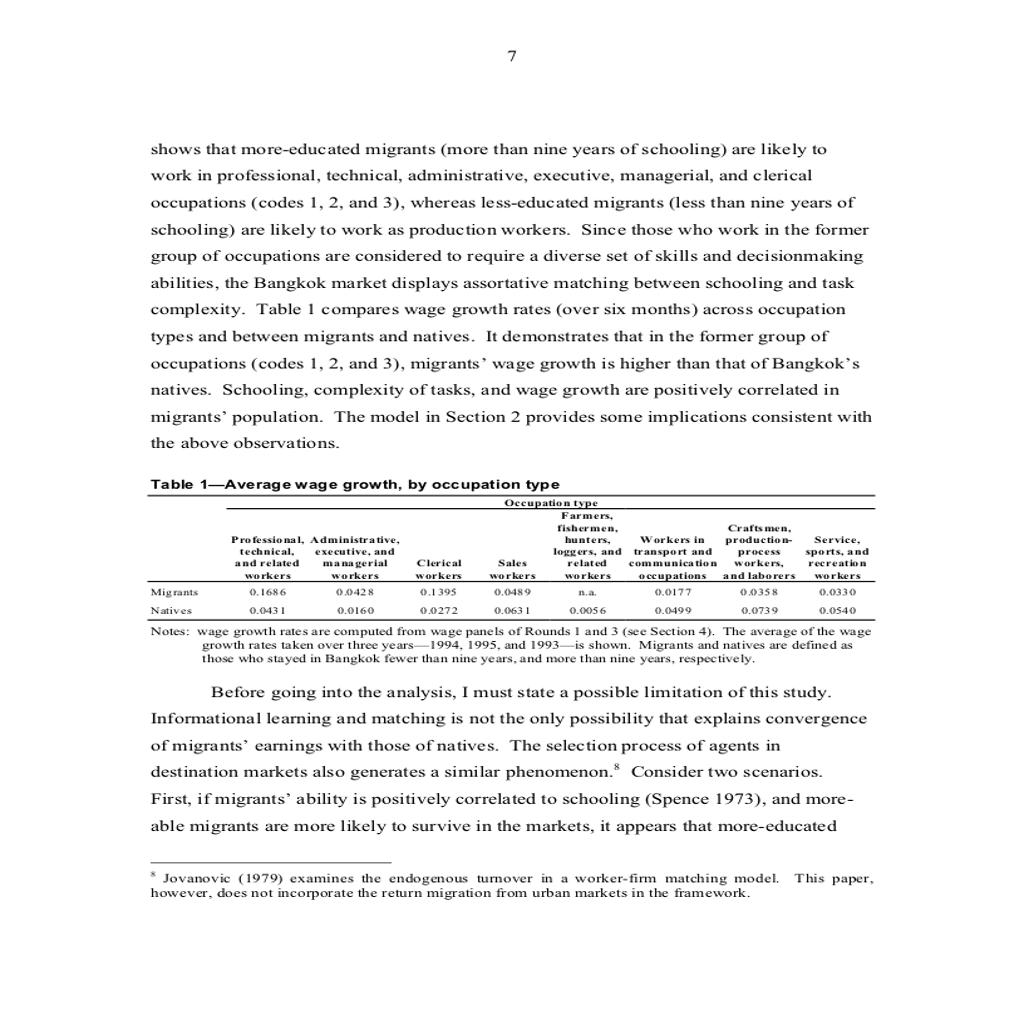 7
shows that more-educated migrants (more than nine years of schooling) are likely to
work in professional, technical, administrative, executive, managerial, and clerical
occupations (codes 1, 2, and 3), whereas less-educated migrants (less than nine years of
schooling) are likely to work as production workers.  Since those who work in the former
group of occupations are considered to require a diverse set of skills and decisionmaking
abilities, the Bangkok market displays assortative matching between schooling and task
complexity.  Table 1 compares wage growth rates (over six months) across occupation
types and between migrants and natives.  It demonstrates that in the former group of
occupations (codes 1, 2, and 3), migrants’ wage growth is higher than that of Bangkok’s
natives.  Schooling, complexity of tasks, and wage growth are positively correlated in
migrants’ population.  The model in Section 2 provides some implications consistent with
the above observations.
Table 1—Average wage growth, by occupation type
Occupation type
Farmers,
fishermen, Craftsmen,
Professional, Administrative, hunters, Workers in production- Service,
technical, executive, and loggers, and transport and process sports, and
and related managerial Clerical Sales related communication workers, recreation
workers workers workers workers workers occupations and laborers workers
Migrants 0.1686 0.0428 0.1395 0.0489 n.a. 0.0177 0.0358 0.0330
Natives 0.0431 0.0160 0.0272 0.0631 0.0056 0.0499 0.0739 0.0540
Notes:  wage growth rates are computed from wage panels of Rounds 1 and 3 (see Section 4).  The average of the wage
growth rates taken over three years—1994, 1995, and 1993—is shown.  Migrants and natives are defined as
those who stayed in Bangkok fewer than nine years, and more than nine years, respectively.
Before going into the analysis, I must state a possible limitation of this study.
Informational learning and matching is not the only possibility that explains convergence
of migrants’ earnings with those of natives.  The selection process of agents in
destination markets also generates a similar phenomenon.⁸  Consider two scenarios.
First, if migrants’ ability is positively correlated to schooling (Spence 1973), and more-
able migrants are more likely to survive in the markets, it appears that more-educated
⁸ Jovanovic (1979) examines the endogenous turnover in a worker-firm matching model.  This paper,
however, does not incorporate the return migration from urban markets in the framework.